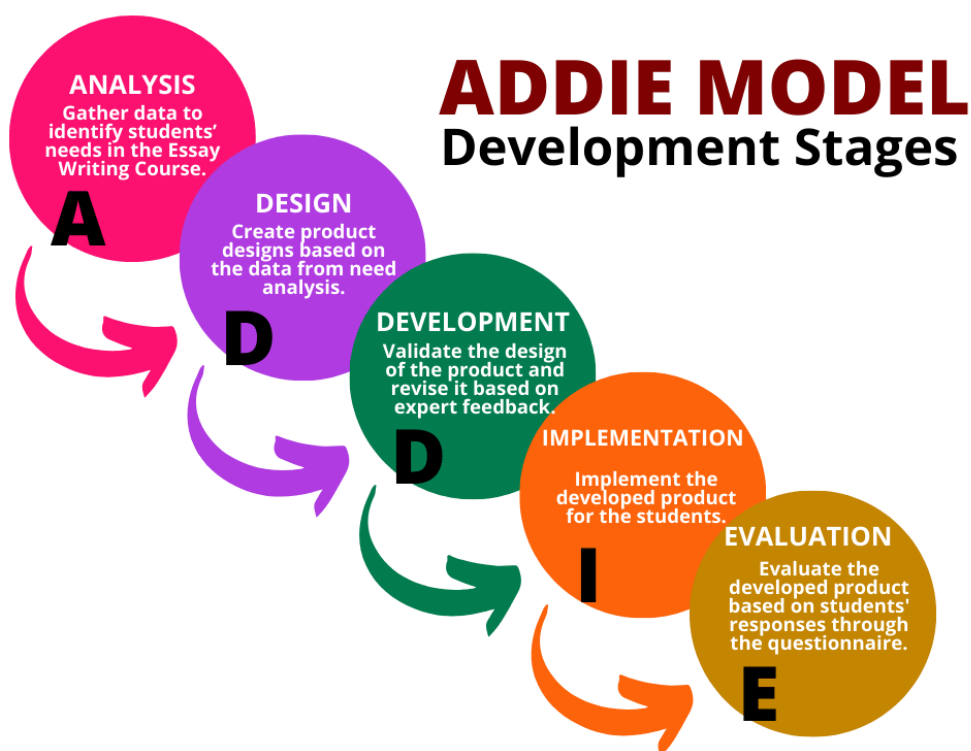 ADDIE MODEL
Development Stages
ANALYSIS
Gather data to
identify students’
needs in the Essay
Writing Course.
A
DESIGN
Create product
designs based on
the data from need
analysis.
D
DEVELOPMENT
Validate the design
of the product and
revise it based on
expert feedback.
D
IMPLEMENTATION
Implement the
developed product
for the students.
I
EVALUATION
Evaluate the
developed product
based on students'
responses through
the questionnaire.
E